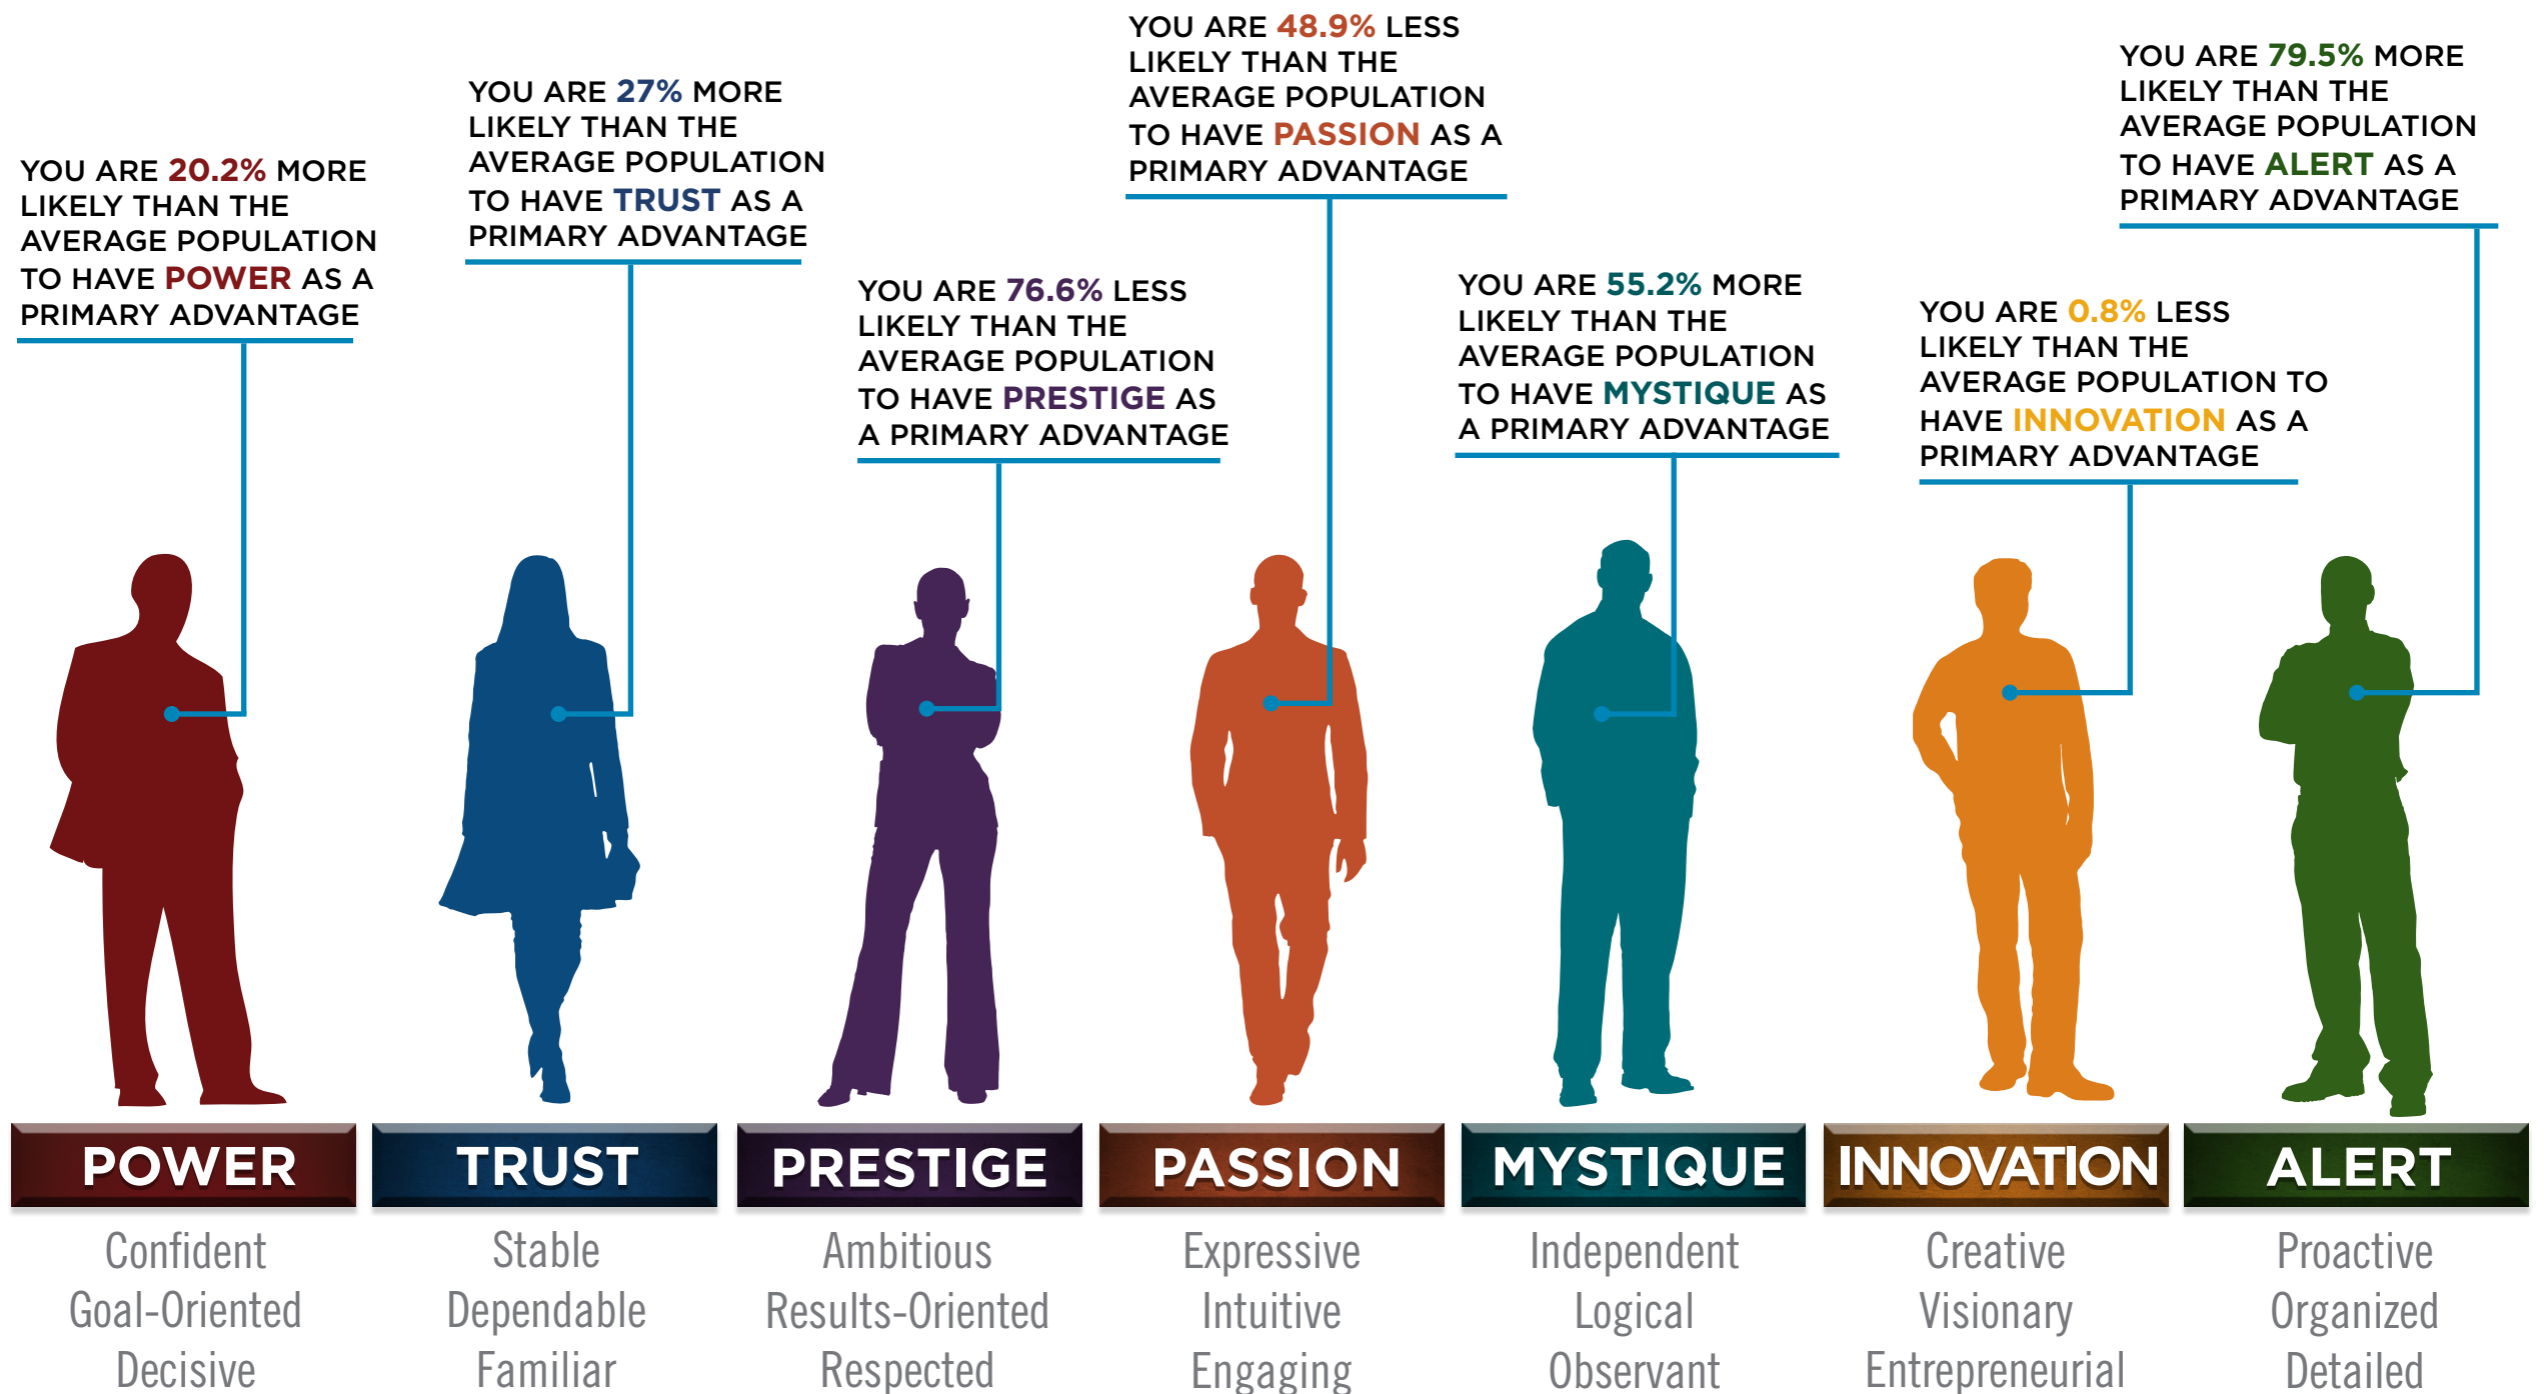 YOU ARE 20.2% MORE
LIKELY THAN THE
AVERAGE POPULATION
TO HAVE POWER AS A
PRIMARY ADVANTAGE
YOU ARE 27% MORE
LIKELY THAN THE
AVERAGE POPULATION
TO HAVE TRUST AS A
PRIMARY ADVANTAGE
YOU ARE 76.6% LESS
LIKELY THAN THE
AVERAGE POPULATION
TO HAVE PRESTIGE AS
A PRIMARY ADVANTAGE
YOU ARE 48.9% LESS
LIKELY THAN THE
AVERAGE POPULATION
TO HAVE PASSION AS A
PRIMARY ADVANTAGE
YOU ARE 55.2% MORE
LIKELY THAN THE
AVERAGE POPULATION
TO HAVE MYSTIQUE AS
A PRIMARY ADVANTAGE
YOU ARE 0.8% LESS
LIKELY THAN THE
AVERAGE POPULATION TO
HAVE INNOVATION AS A
PRIMARY ADVANTAGE
YOU ARE 79.5% MORE
LIKELY THAN THE
AVERAGE POPULATION
TO HAVE ALERT AS A
PRIMARY ADVANTAGE
POWER
Confident
Goal-Oriented
Decisive
TRUST
Stable
Dependable
Familiar
PRESTIGE
Ambitious
Results-Oriented
Respected
PASSION
Expressive
Intuitive
Engaging
MYSTIQUE
Independent
Logical
Observant
INNOVATION
Creative
Visionary
Entrepreneurial
ALERT
Proactive
Organized
Detailed